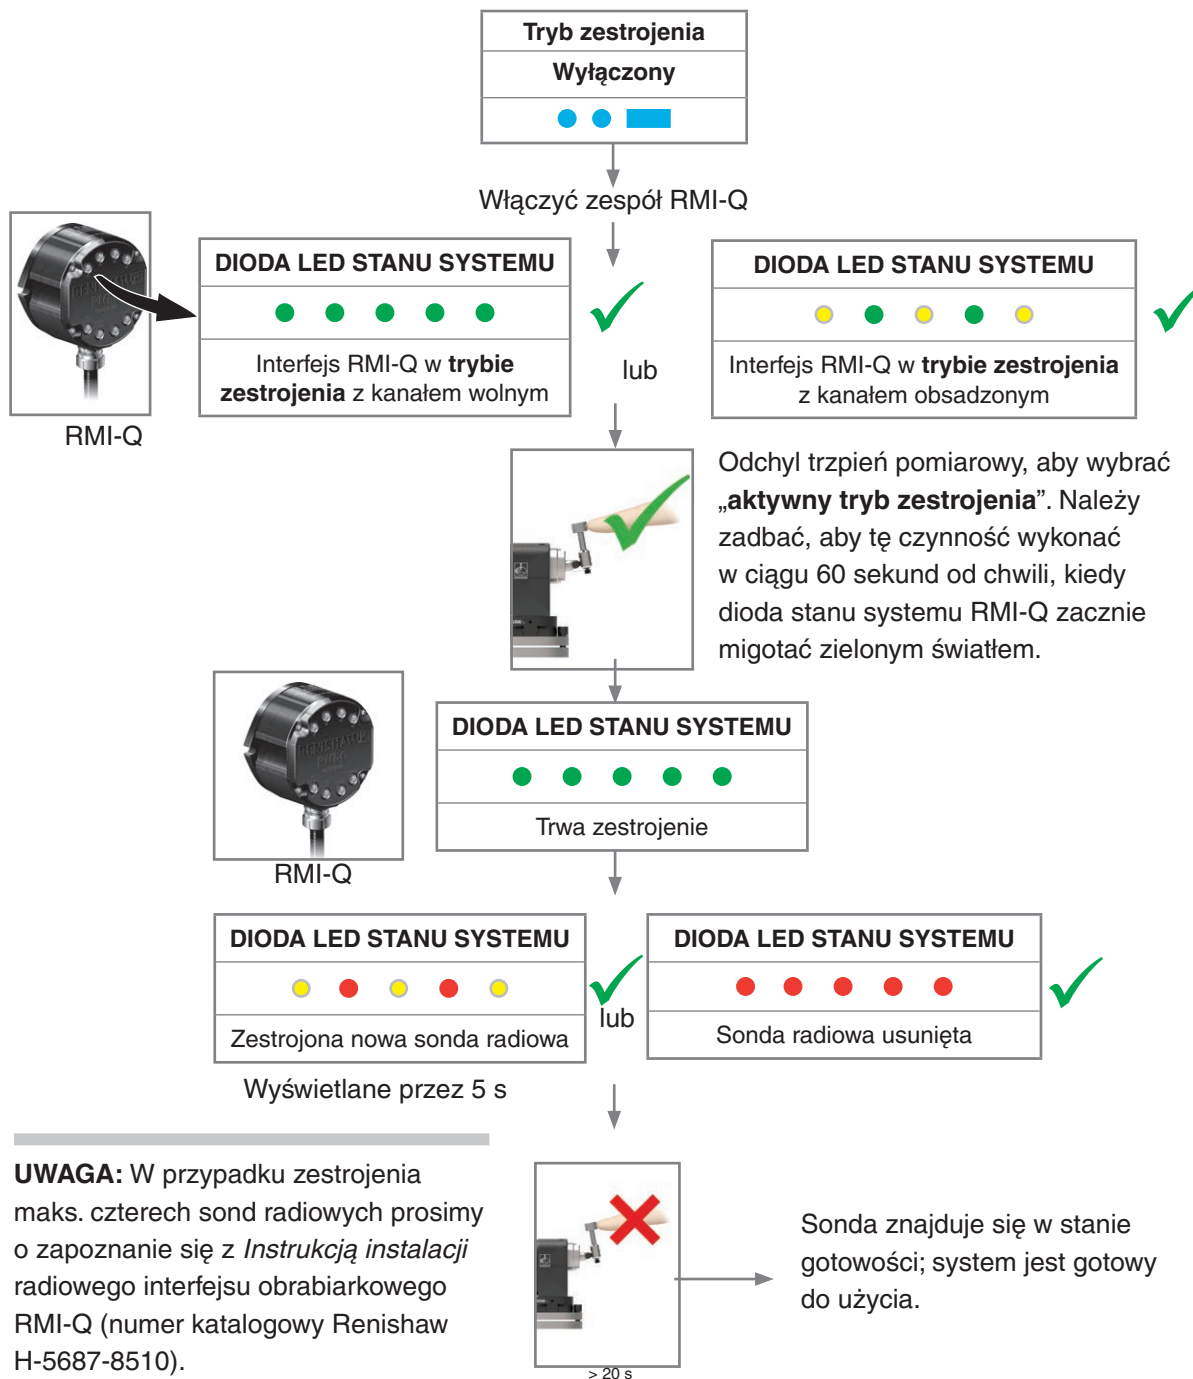 Tryb zestrojenia
Wyłączony
Włączyć zespół RMI-Q
DIODA LED STANU SYSTEMU
Interfejs RMI-Q w trybie
zestrojenia z kanałem wolnym
RMI-Q
lub
DIODA LED STANU SYSTEMU
Interfejs RMI-Q w trybie zestrojenia
z kanałem obsadzonym
Odchyl trzpień pomiarowy, aby wybrać
„aktywny tryb zestrojenia”. Należy
zadbać, aby tę czynność wykonać
w ciągu 60 sekund od chwili, kiedy
dioda stanu systemu RMI-Q zacznie
migotać zielonym światłem.
RMI-Q
DIODA LED STANU SYSTEMU
Trwa zestrojenie
DIODA LED STANU SYSTEMU
Zestrojona nowa sonda radiowa
Wyświetlane przez 5 s
lub
DIODA LED STANU SYSTEMU
Sonda radiowa usunięta
UWAGA: W przypadku zestrojenia
maks. czterech sond radiowych prosimy
o zapoznanie się z Instrukcją instalacji
radiowego interfejsu obrabiarkowego
RMI-Q (numer katalogowy Renishaw
H-5687-8510).
> 20 s
Sonda znajduje się w stanie
gotowości; system jest gotowy
do użycia.